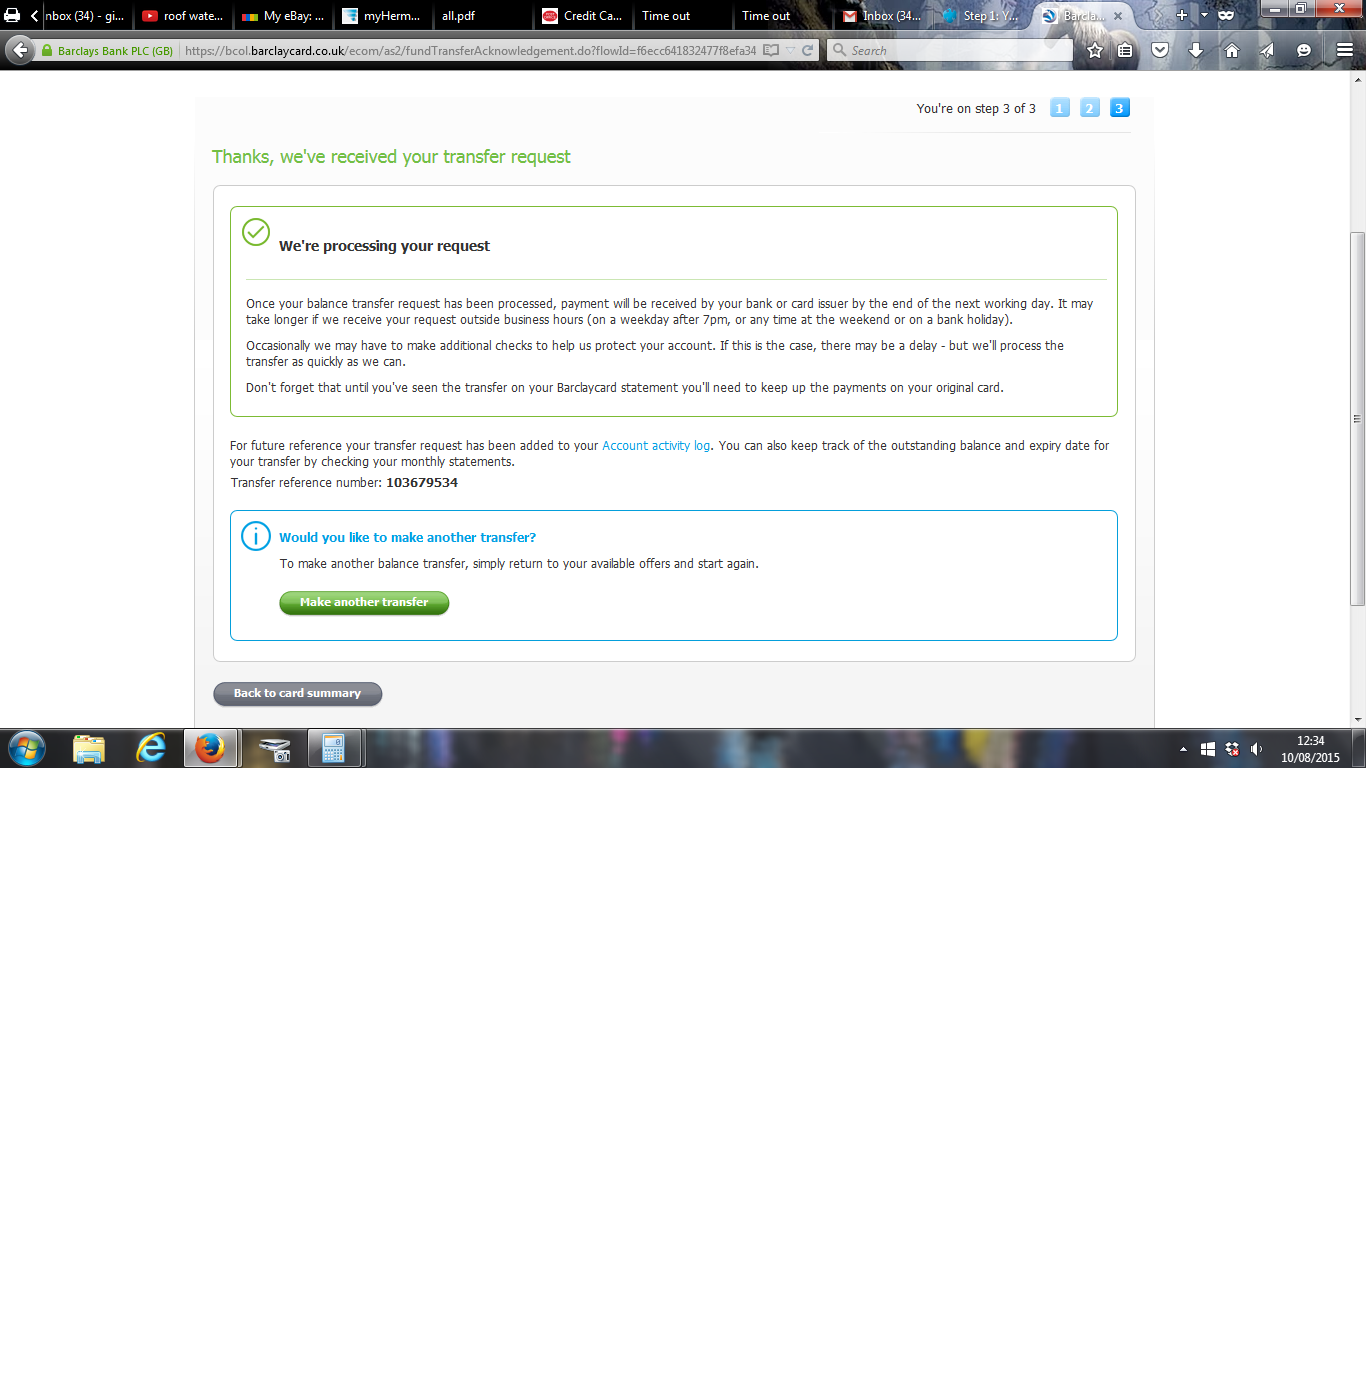 nbox (34) - gi...
roof wate...
My eBay: ...
myHerm...
all.pdf
Credit Ca...
Time out
Time out
Inbox (34...
Step 1: Y...
Barcla...
Barclays Bank PLC (GB)
https://bcol.barclaycard.co.uk/ecom/as2/fundTransferAcknowledgement.do?flowId=f6ecc641832477f8efa34
Search
You're on step 3 of 3 1 2 3
Thanks, we've received your transfer request
We're processing your request
Once your balance transfer request has been processed, payment will be received by your bank or card issuer by the end of the next working day. It may
take longer if we receive your request outside business hours (on a weekday after 7pm, or any time at the weekend or on a bank holiday).
Occasionally we may have to make additional checks to help us protect your account. If this is the case, there may be a delay - but we'll process the
transfer as quickly as we can.
Don't forget that until you've seen the transfer on your Barclaycard statement you'll need to keep up the payments on your original card.
For future reference your transfer request has been added to your Account activity log. You can also keep track of the outstanding balance and expiry date for
your transfer by checking your monthly statements.
Transfer reference number: 103679534
Would you like to make another transfer?
To make another balance transfer, simply return to your available offers and start again.
Make another transfer
Back to card summary
12:34
10/08/2015